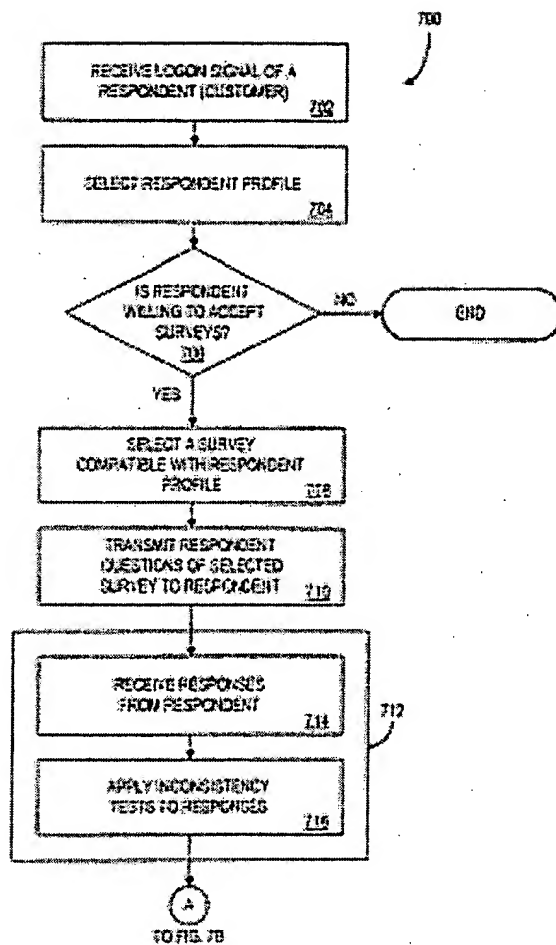 700
RECEIVE LOGON SIGNAL OF A
RESPONDENT (CUSTOMER)
702
SELECT RESPONDENT PROFILE
704
IS RESPONDENT
WILLING TO ACCEPT
SURVEYS?
NO
END
YES
SELECT A SURVEY
COMPATIBLE WITH RESPONDENT
PROFILE
TRANSMIT RESPONDENT
QUESTIONS OF SELECTED
SURVEY TO RESPONDENT
710
712
RECEIVE RESPONSES
FROM RESPONDENT
714
APPLY INCONSISTENCY
TESTS TO RESPONSES
716
A
TO FIG. 7B